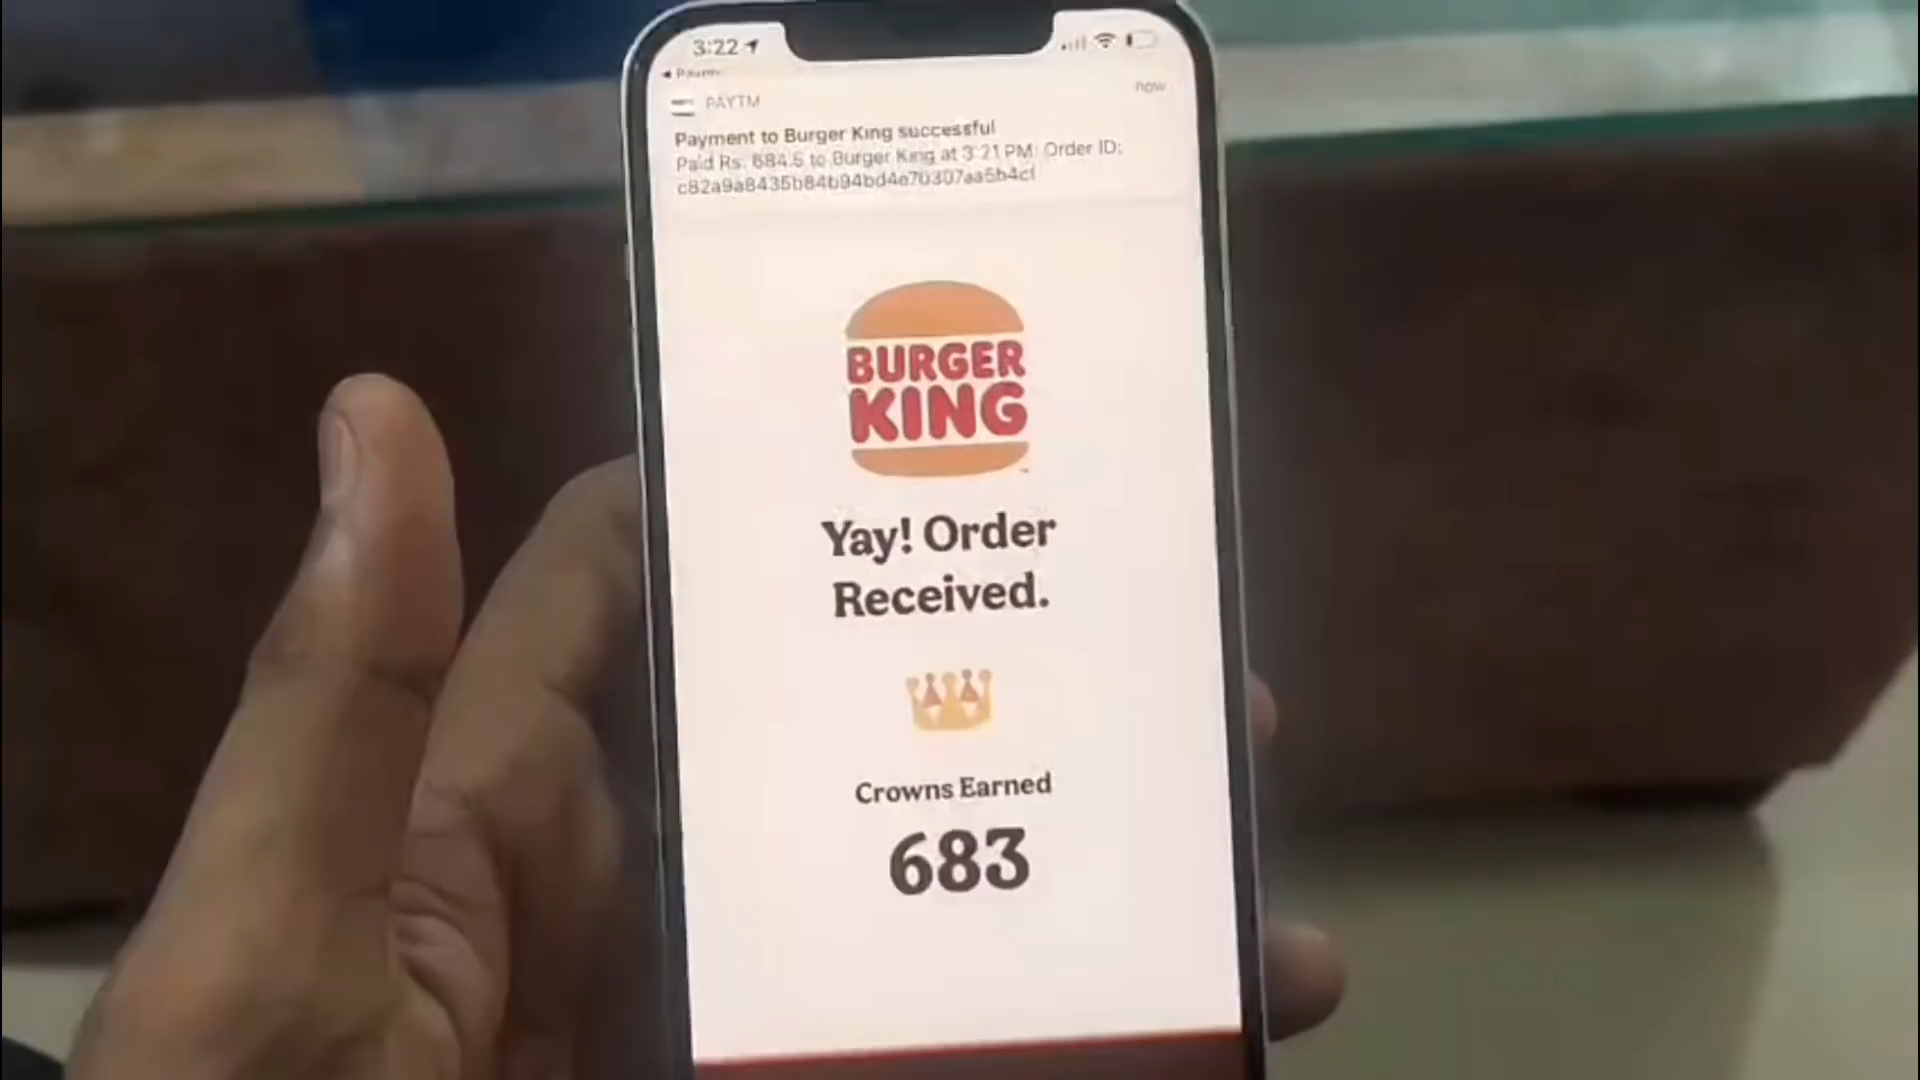 3:22
PAYTM
now
Payment to Burger King successful
Paid Rs. 684.5 to Burger King at 3:21 PM; Order ID:
c82a9a8435b84b94bd4e70307aa5b4cf
BURGER
KING
Yay! Order
Received.
Crowns Earned
683